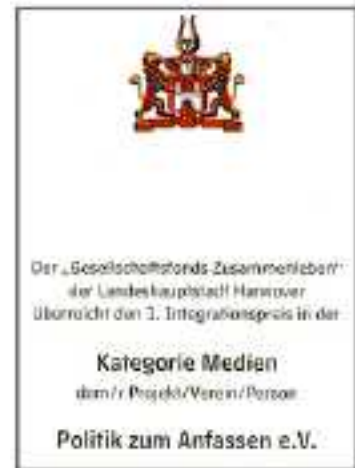 Der „Gesellschaftsfonds Zusammenleben“
der Landeshauptstadt Hannover
überreicht den 1. Integrationspreis in der
Kategorie Medien
dem/r Projekt/Verein/Person
Politik zum Anfassen e.V.